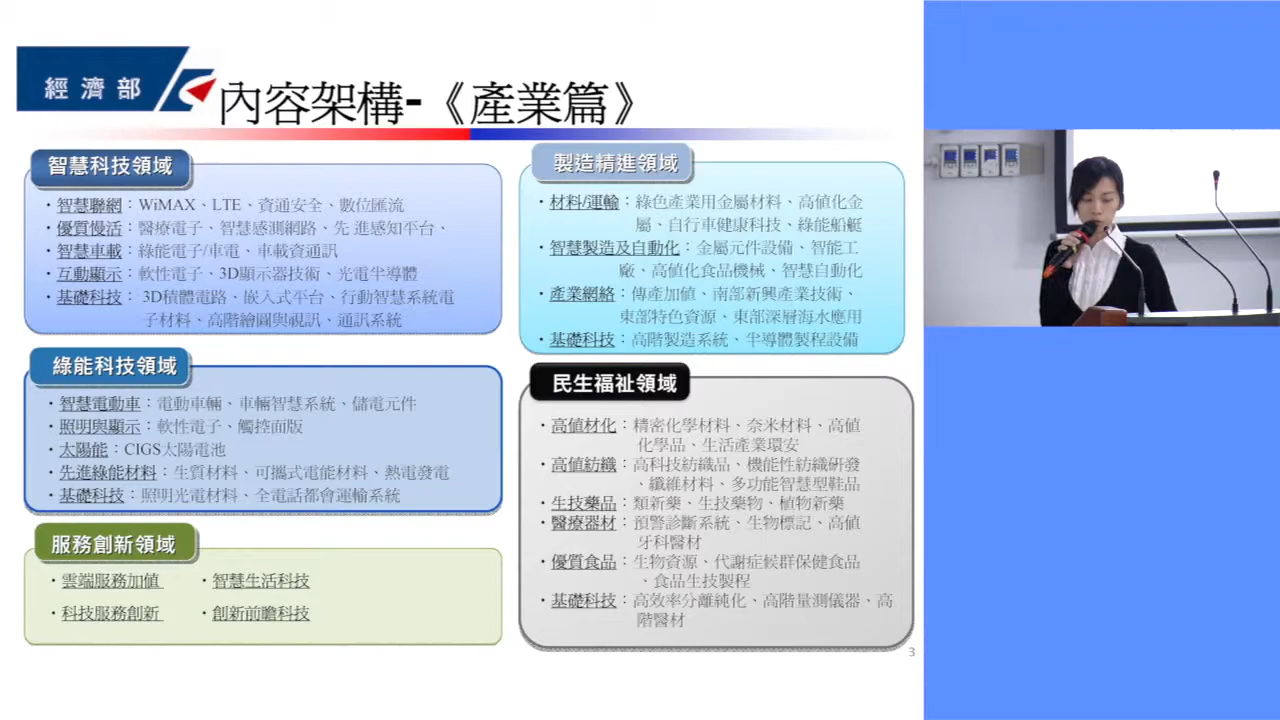 經濟部
內容架構-《產業篇》
智慧科技領域
・智慧聯網：WiMAX、LTE、資通安全、數位匯流
・優質慢活：醫療電子、智慧感測網路、先 進感知平台、
・智慧車載：綠能電子/車電、車載資通訊
・互動顯示：軟性電子、3D顯示器技術、光電半導體
・基礎科技： 3D積體電路、嵌入式平台、行動智慧系統電
子材料、高階繪圖與視訊、通訊系統
綠能科技領域
・智慧電動車：電動車輛、車輛智慧系統、儲電元件
・照明與顯示：軟性電子、觸控面版
・太陽能：CIGS太陽電池
・先進綠能材料：生質材料、可攜式電能材料、熱電發電
・基礎科技：照明光電材料、全電話都會運輸系統
服務創新領域
・雲端服務加值 ・智慧生活科技
・科技服務創新 ・創新前瞻科技
製造精進領域
・材料/運輸：綠色產業用金屬材料、高值化金
屬、自行車健康科技、綠能船艇
・智慧製造及自動化：金屬元件設備、智能工
廠、高值化食品機械、智慧自動化
・產業網絡：傳產加值、南部新興產業技術、
東部特色資源、東部深層海水應用
・基礎科技：高階製造系統、半導體製程設備
民生福祉領域
・高值材化：精密化學材料、奈米材料、高值
化學品、生活產業環安
・高值紡織：高科技紡織品、機能性紡織研發
、纖維材料、多功能智慧型鞋品
・生技藥品：類新藥、生技藥物、植物新藥
・醫療器材：預警診斷系統、生物標記、高值
牙科醫材
・優質食品：生物資源、代謝症候群保健食品
、食品生技製程
・基礎科技：高效率分離純化、高階量測儀器、高
階醫材
3